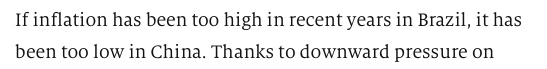 If inflation has been too high in recent years in Brazil, it has
been too low in China. Thanks to downward pressure on